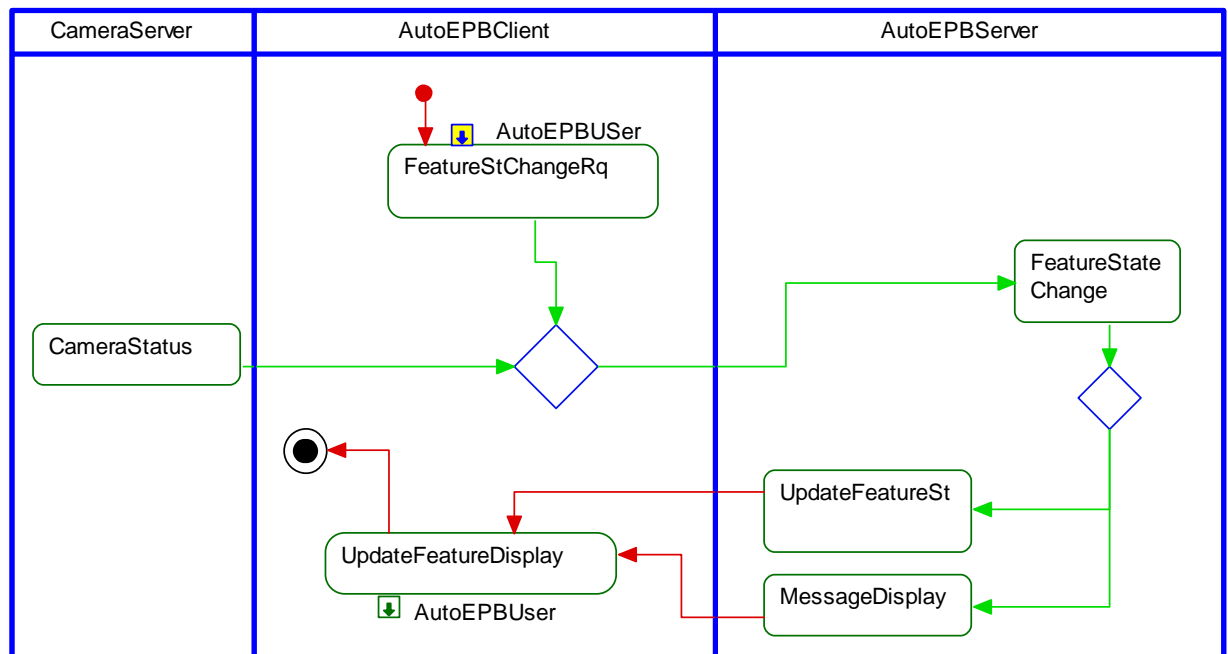 CameraServer
AutoEPBClient
AutoEPBServer
AutoEPBUSer
FeatureStChangeRq
FeatureState
Change
CameraStatus
UpdateFeatureSt
UpdateFeatureDisplay
MessageDisplay
AutoEPBUser